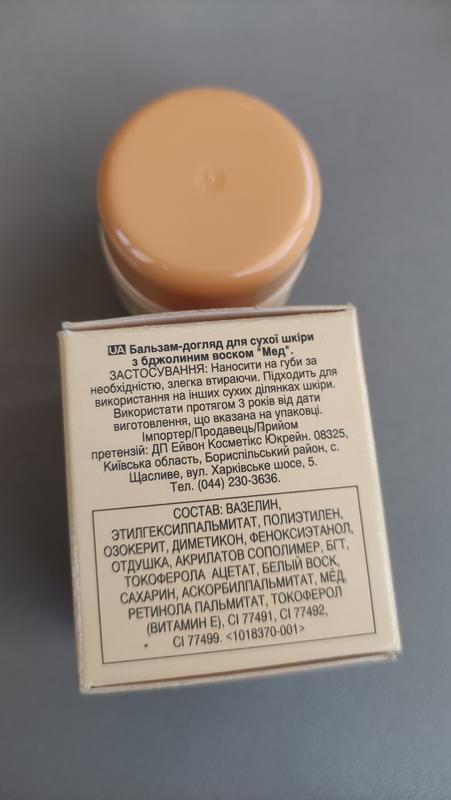 UA Бальзам-догляд для сухої шкіри
з бджолиним воском "Мед".
ЗАСТОСУВАННЯ: Наносити на губи за
необхідністю, злегка втираючи. Підходить для
використання на інших сухих ділянках шкіри.
Використати протягом 3 років від дати
виготовлення, що вказана на упаковці.
Імпортер/Продавець/Прийом
претензій: ДП Ейвон Косметікс Юкрейн. 08325,
Київська область, Бориспільський район, с.
Щасливе, вул. Харківське шосе, 5.
Тел. (044) 230-3636.
СОСТАВ: ВАЗЕЛИН,
ЭТИЛГЕКСИЛПАЛЬМИТАТ, ПОЛИЭТИЛЕН,
ОЗОКЕРИТ, ДИМЕТИКОН, ФЕНОКСИЭТАНОЛ,
ОТДУШКА, АКРИЛАТОВ СОПОЛИМЕР, БГТ,
ТОКОФЕРОЛА АЦЕТАТ, БЕЛЫЙ ВОСК,
САХАРИН, АСКОРБИЛПАЛЬМИТАТ, МЁД,
РЕТИНОЛА ПАЛЬМИТАТ, ТОКОФЕРОЛ
(ВИТАМИН Е), CI 77491, CI 77492,
CI 77499. <1018370-001>